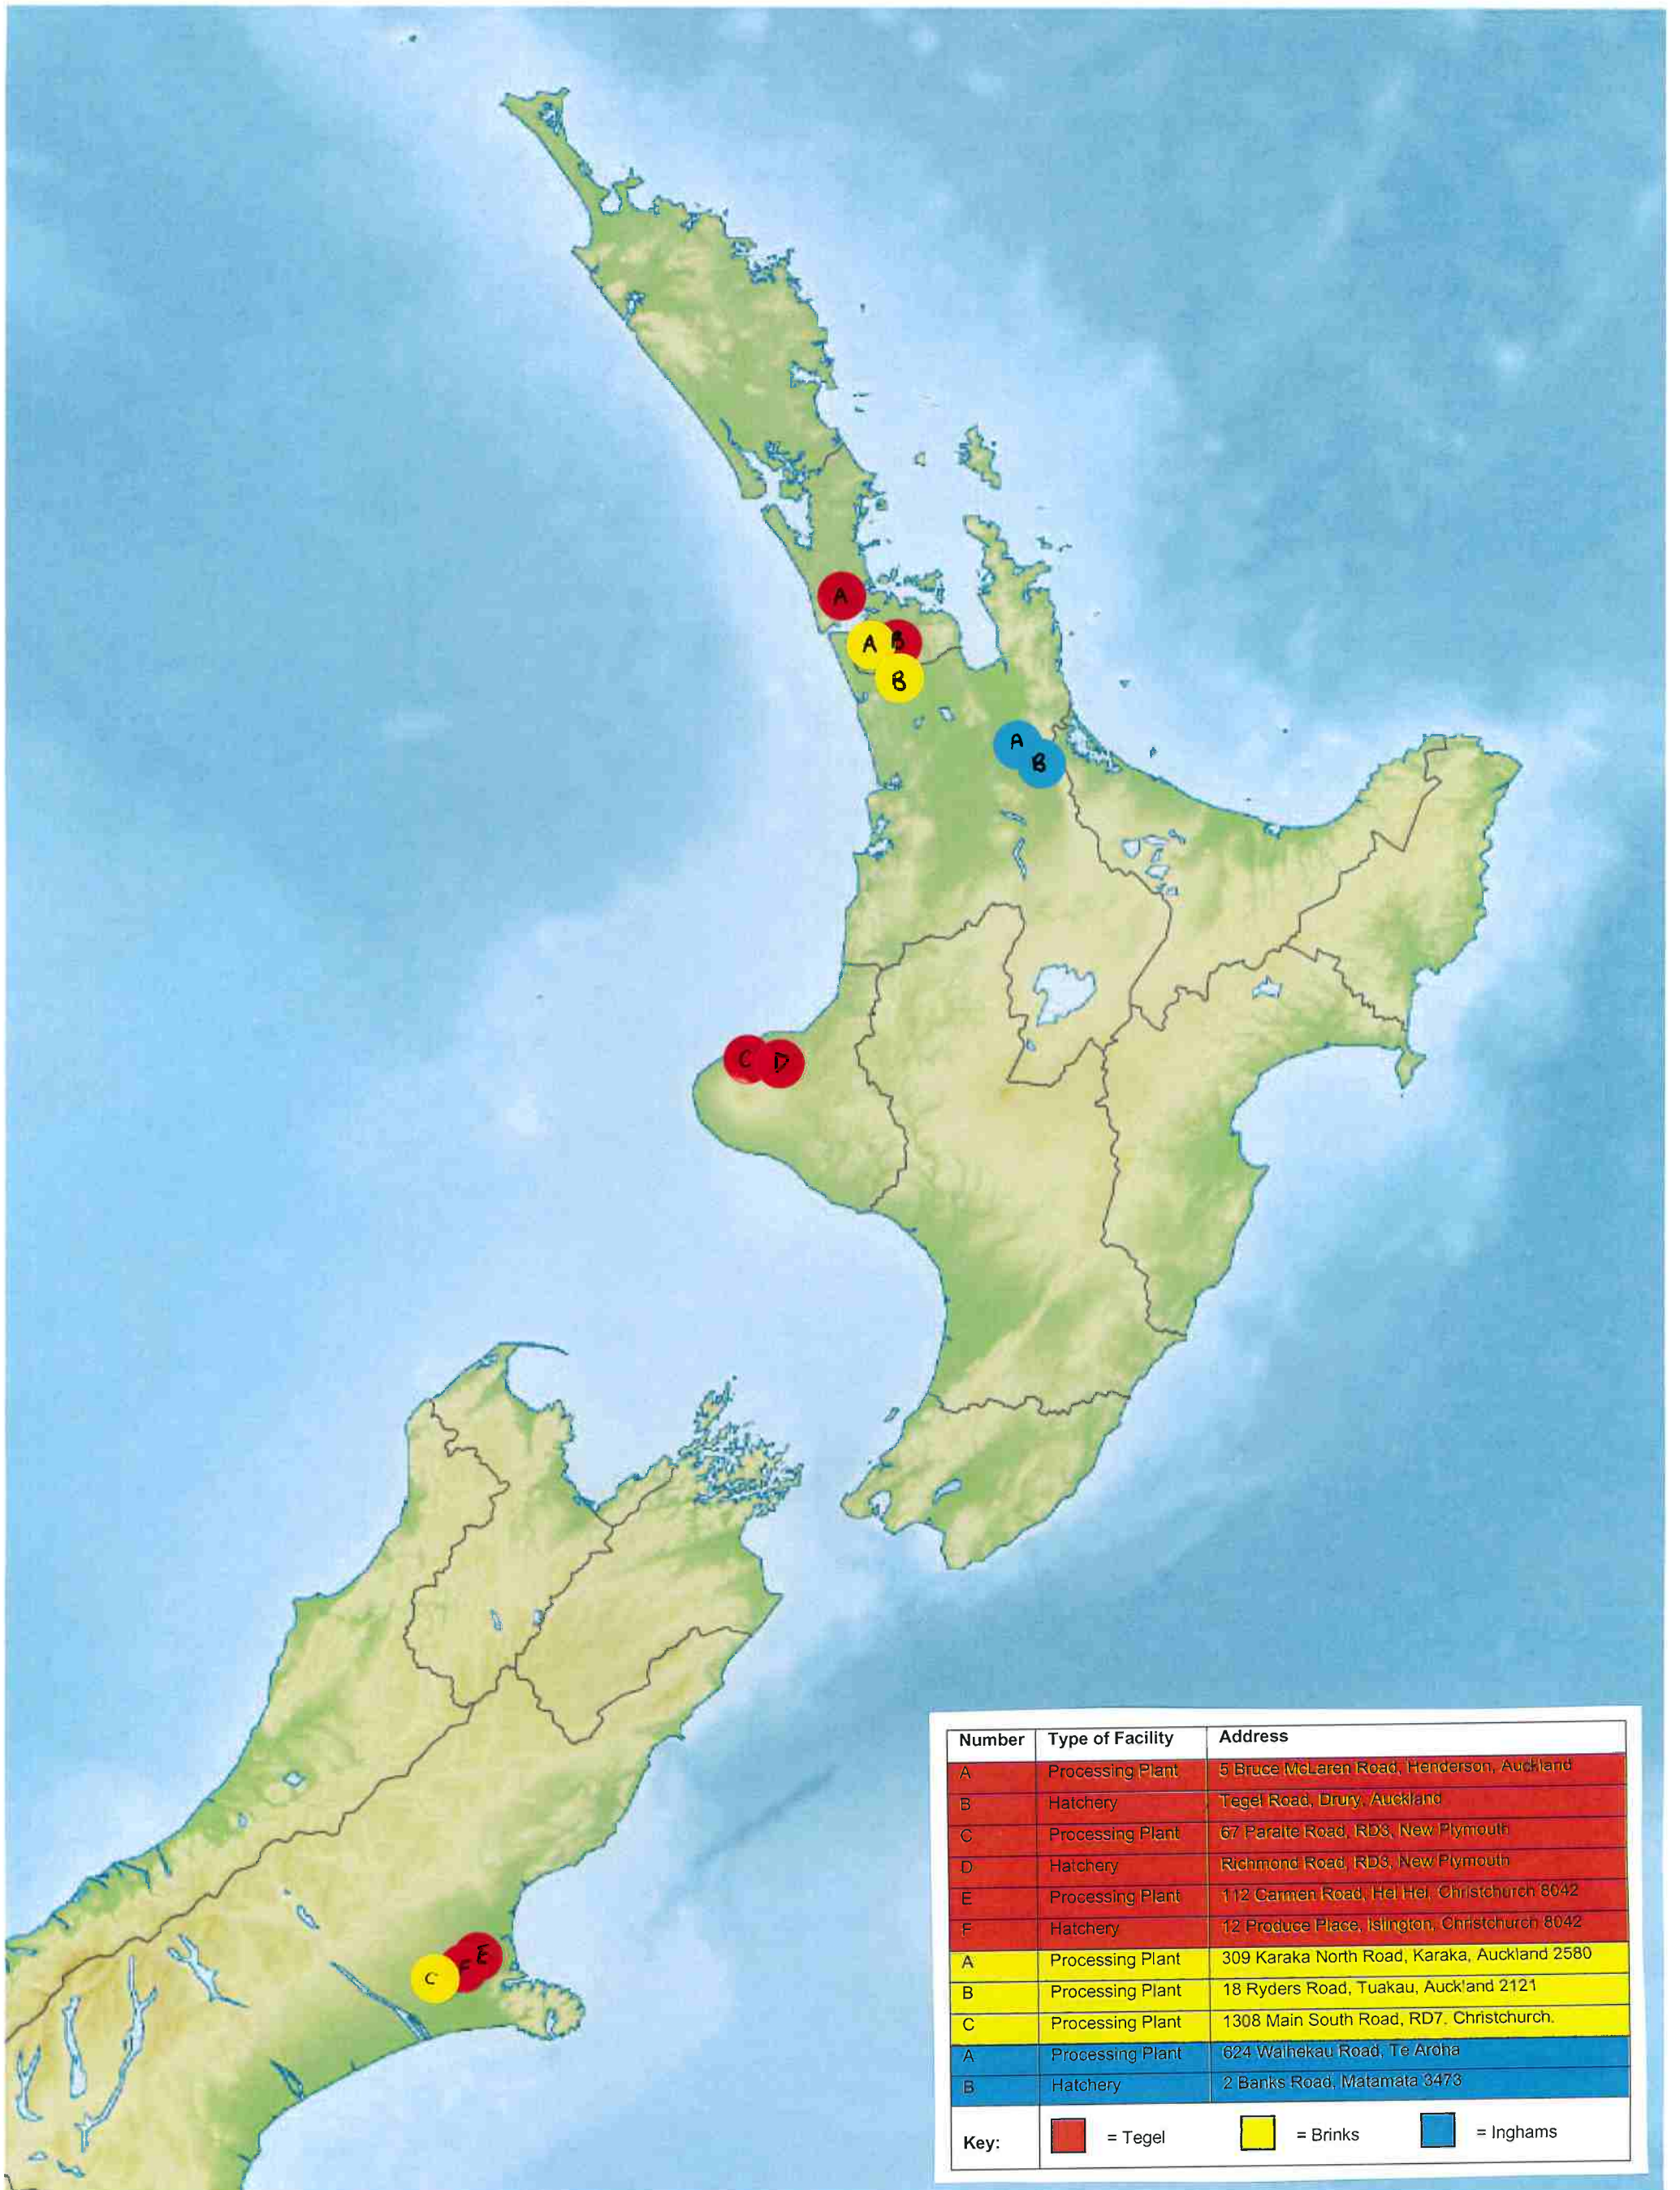 A
A B
B
A
B
C D
E
F
C
Number Type of Facility Address
A Processing Plant 5 Bruce McLaren Road, Henderson, Auckland
B Hatchery Tegel Road, Drury, Auckland
C Processing Plant 67 Paraite Road, RD3, New Plymouth
D Hatchery Richmond Road, RD3, New Plymouth
E Processing Plant 112 Carmen Road, Hei Hei, Christchurch 8042
F Hatchery 12 Produce Place, Islington, Christchurch 8042
A Processing Plant 309 Karaka North Road, Karaka, Auckland 2580
B Processing Plant 18 Ryders Road, Tuakau, Auckland 2121
C Processing Plant 1308 Main South Road, RD7, Christchurch.
A Processing Plant 624 Waihekau Road, Te Aroha
B Hatchery 2 Banks Road, Matamata 3473
Key: = Tegel = Brinks = Inghams